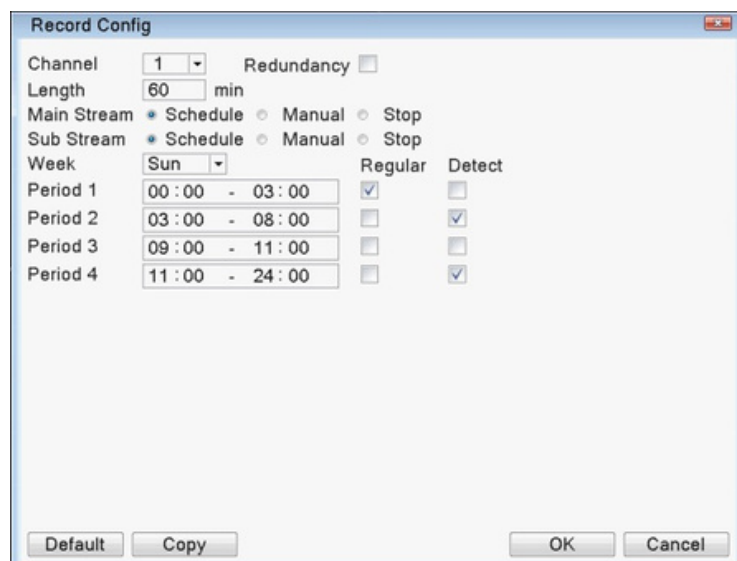 Record Config
Channel 1 Redundancy
Length 60 min
Main Stream Schedule Manual Stop
Sub Stream Schedule Manual Stop
Week Sun Regular Detect
Period 1 00:00 - 03:00
Period 2 03:00 - 08:00
Period 3 09:00 - 11:00
Period 4 11:00 - 24:00
Default Copy OK Cancel